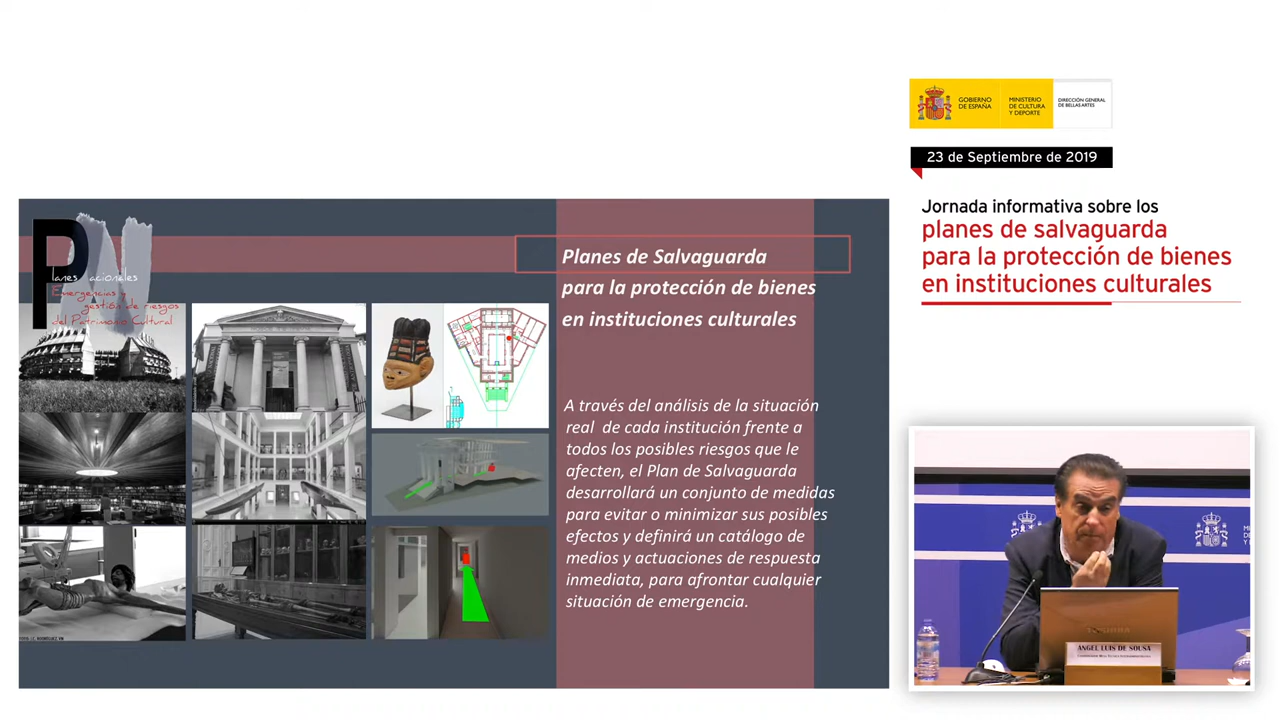 GOBIERNO
DE ESPAÑA
MINISTERIO
DE CULTURA
Y DEPORTE
DIRECCIÓN GENERAL
DE BELLAS ARTES
23 de Septiembre de 2019
Jornada informativa sobre los
planes de salvaguarda
para la protección de bienes
en instituciones culturales
PN
lanes acionales
Emergencias y
gestión de riesgos
del Patrimonio Cultural
Planes de Salvaguarda
para la protección de bienes
en instituciones culturales
A través del análisis de la situación
real de cada institución frente a
todos los posibles riesgos que le
afecten, el Plan de Salvaguarda
desarrollará un conjunto de medidas
para evitar o minimizar sus posibles
efectos y definirá un catálogo de
medios y actuaciones de respuesta
inmediata, para afrontar cualquier
situación de emergencia.
ANGEL LUIS DE SOUSA